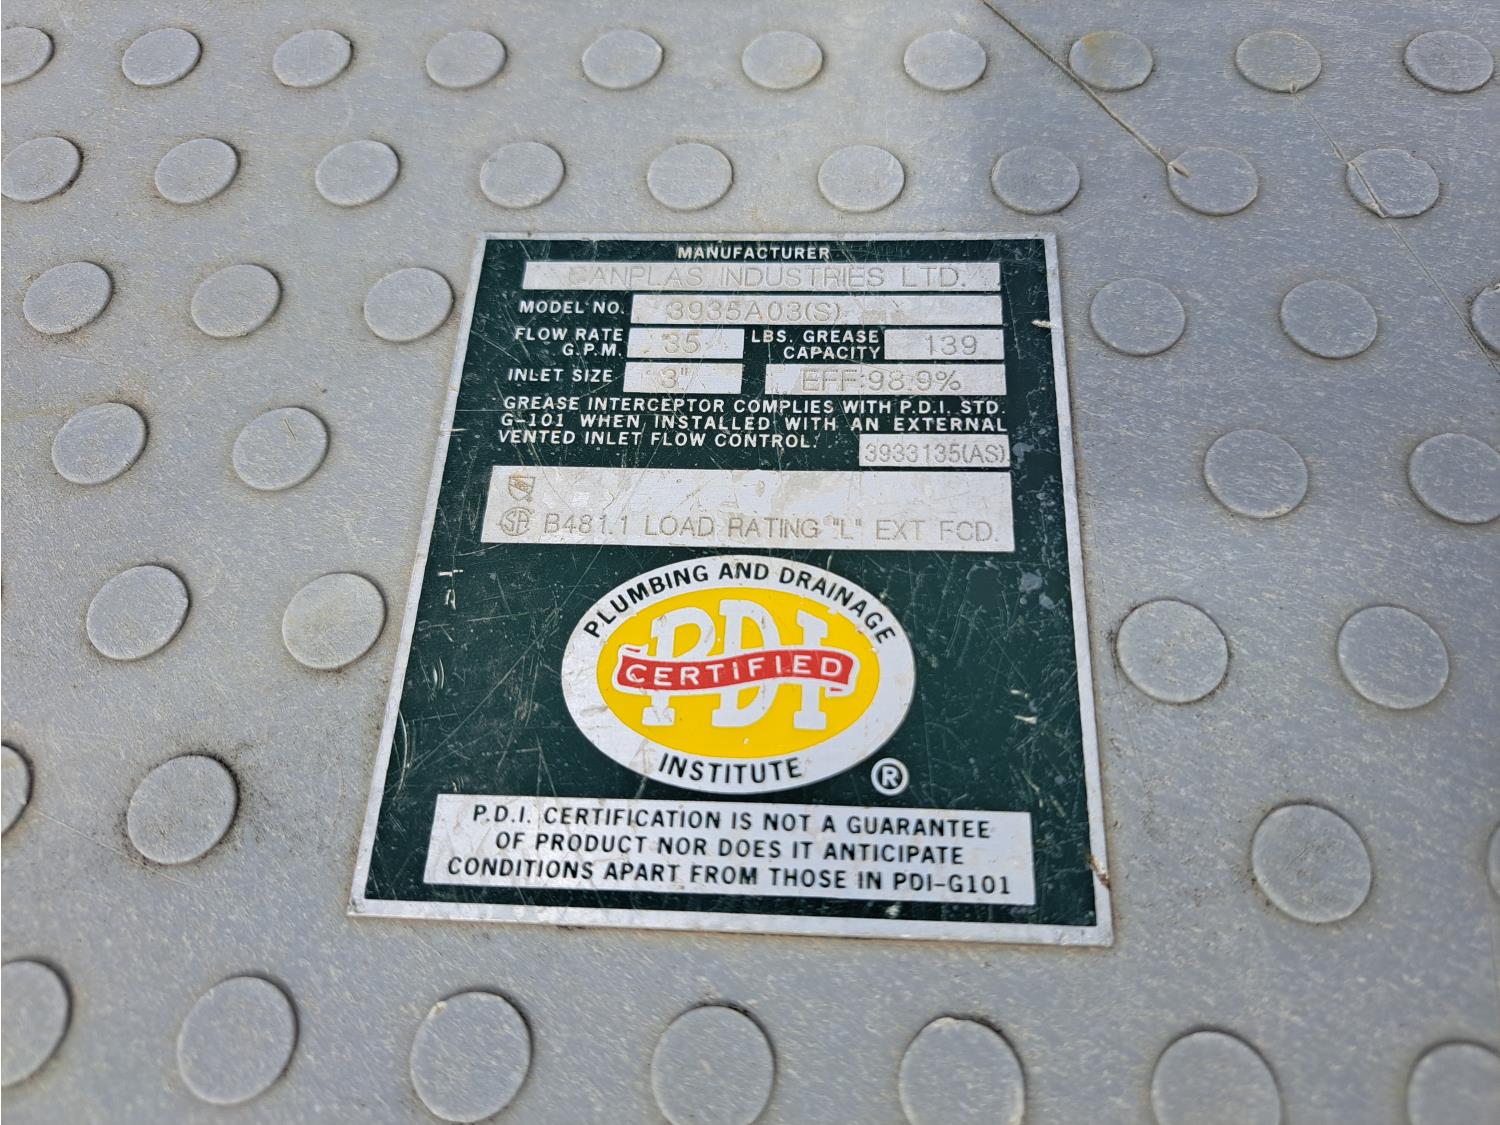 MANUFACTURER
CANPLAS INDUSTRIES LTD.
MODEL NO. 3935A03(S)
FLOW RATE G.P.M. 35 LBS. GREASE CAPACITY 139
INLET SIZE 3" EFF:98.9%
GREASE INTERCEPTOR COMPLIES WITH P.D.I. STD.
G-101 WHEN INSTALLED WITH AN EXTERNAL
VENTED INLET FLOW CONTROL: 3933135(AS)
SA B481.1 LOAD RATING "L" EXT FCD.
PLUMBING AND DRAINAGE
PDI
CERTIFIED
INSTITUTE ®
P.D.I. CERTIFICATION IS NOT A GUARANTEE
OF PRODUCT NOR DOES IT ANTICIPATE
CONDITIONS APART FROM THOSE IN PDI-G101